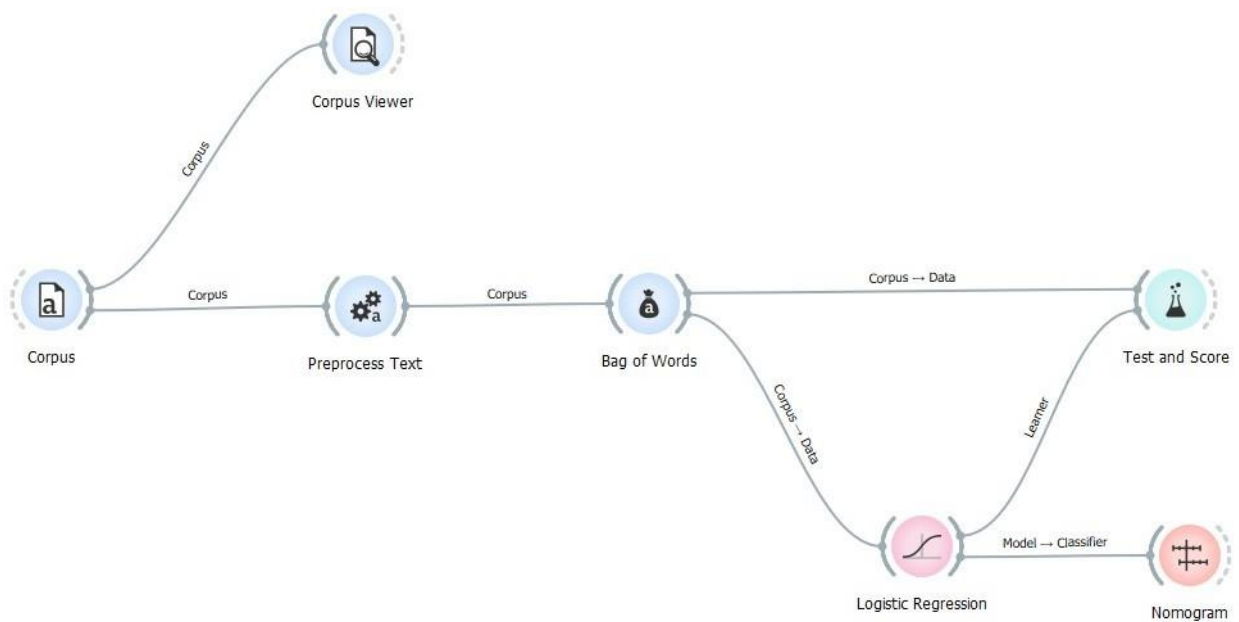 Corpus Viewer
Corpus
a
Corpus
Corpus
a
Preprocess Text
Corpus
a
Bag of Words
Corpus → Data
Test and Score
Corpus → Data
Learner
Logistic Regression
Model → Classifier
Nomogram